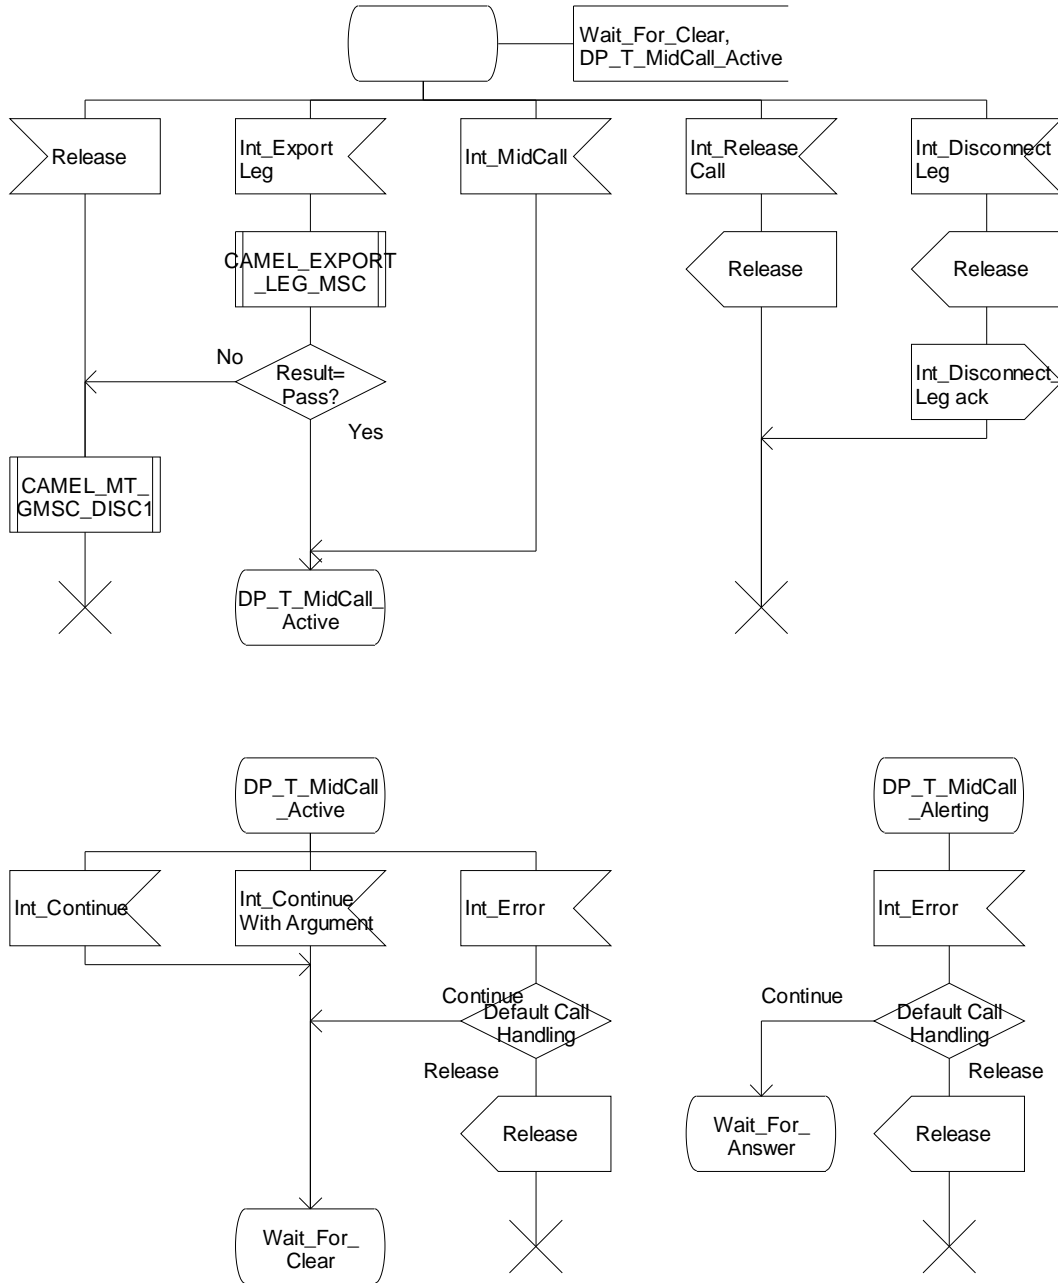 Wait_For_Clear,
DP_T_MidCall_Active
Release
Int_Export
Leg
Int_MidCall
Int_Release
Call
Int_Disconnect
Leg
CAMEL_EXPORT
_LEG_MSC
Release
Release
No
Result=
Pass?
Yes
Int_Disconnect_
Leg ack
CAMEL_MT_
GMSC_DISC1
DP_T_MidCall_
Active
DP_T_MidCall
_Active
DP_T_MidCall
_Alerting
Int_Continue
Int_Continue
With Argument
Int_Error
Int_Error
Continue
Default Call
Handling
Continue
Default Call
Handling
Release
Release
Release
Wait_For_
Answer
Release
Wait_For_
Clear